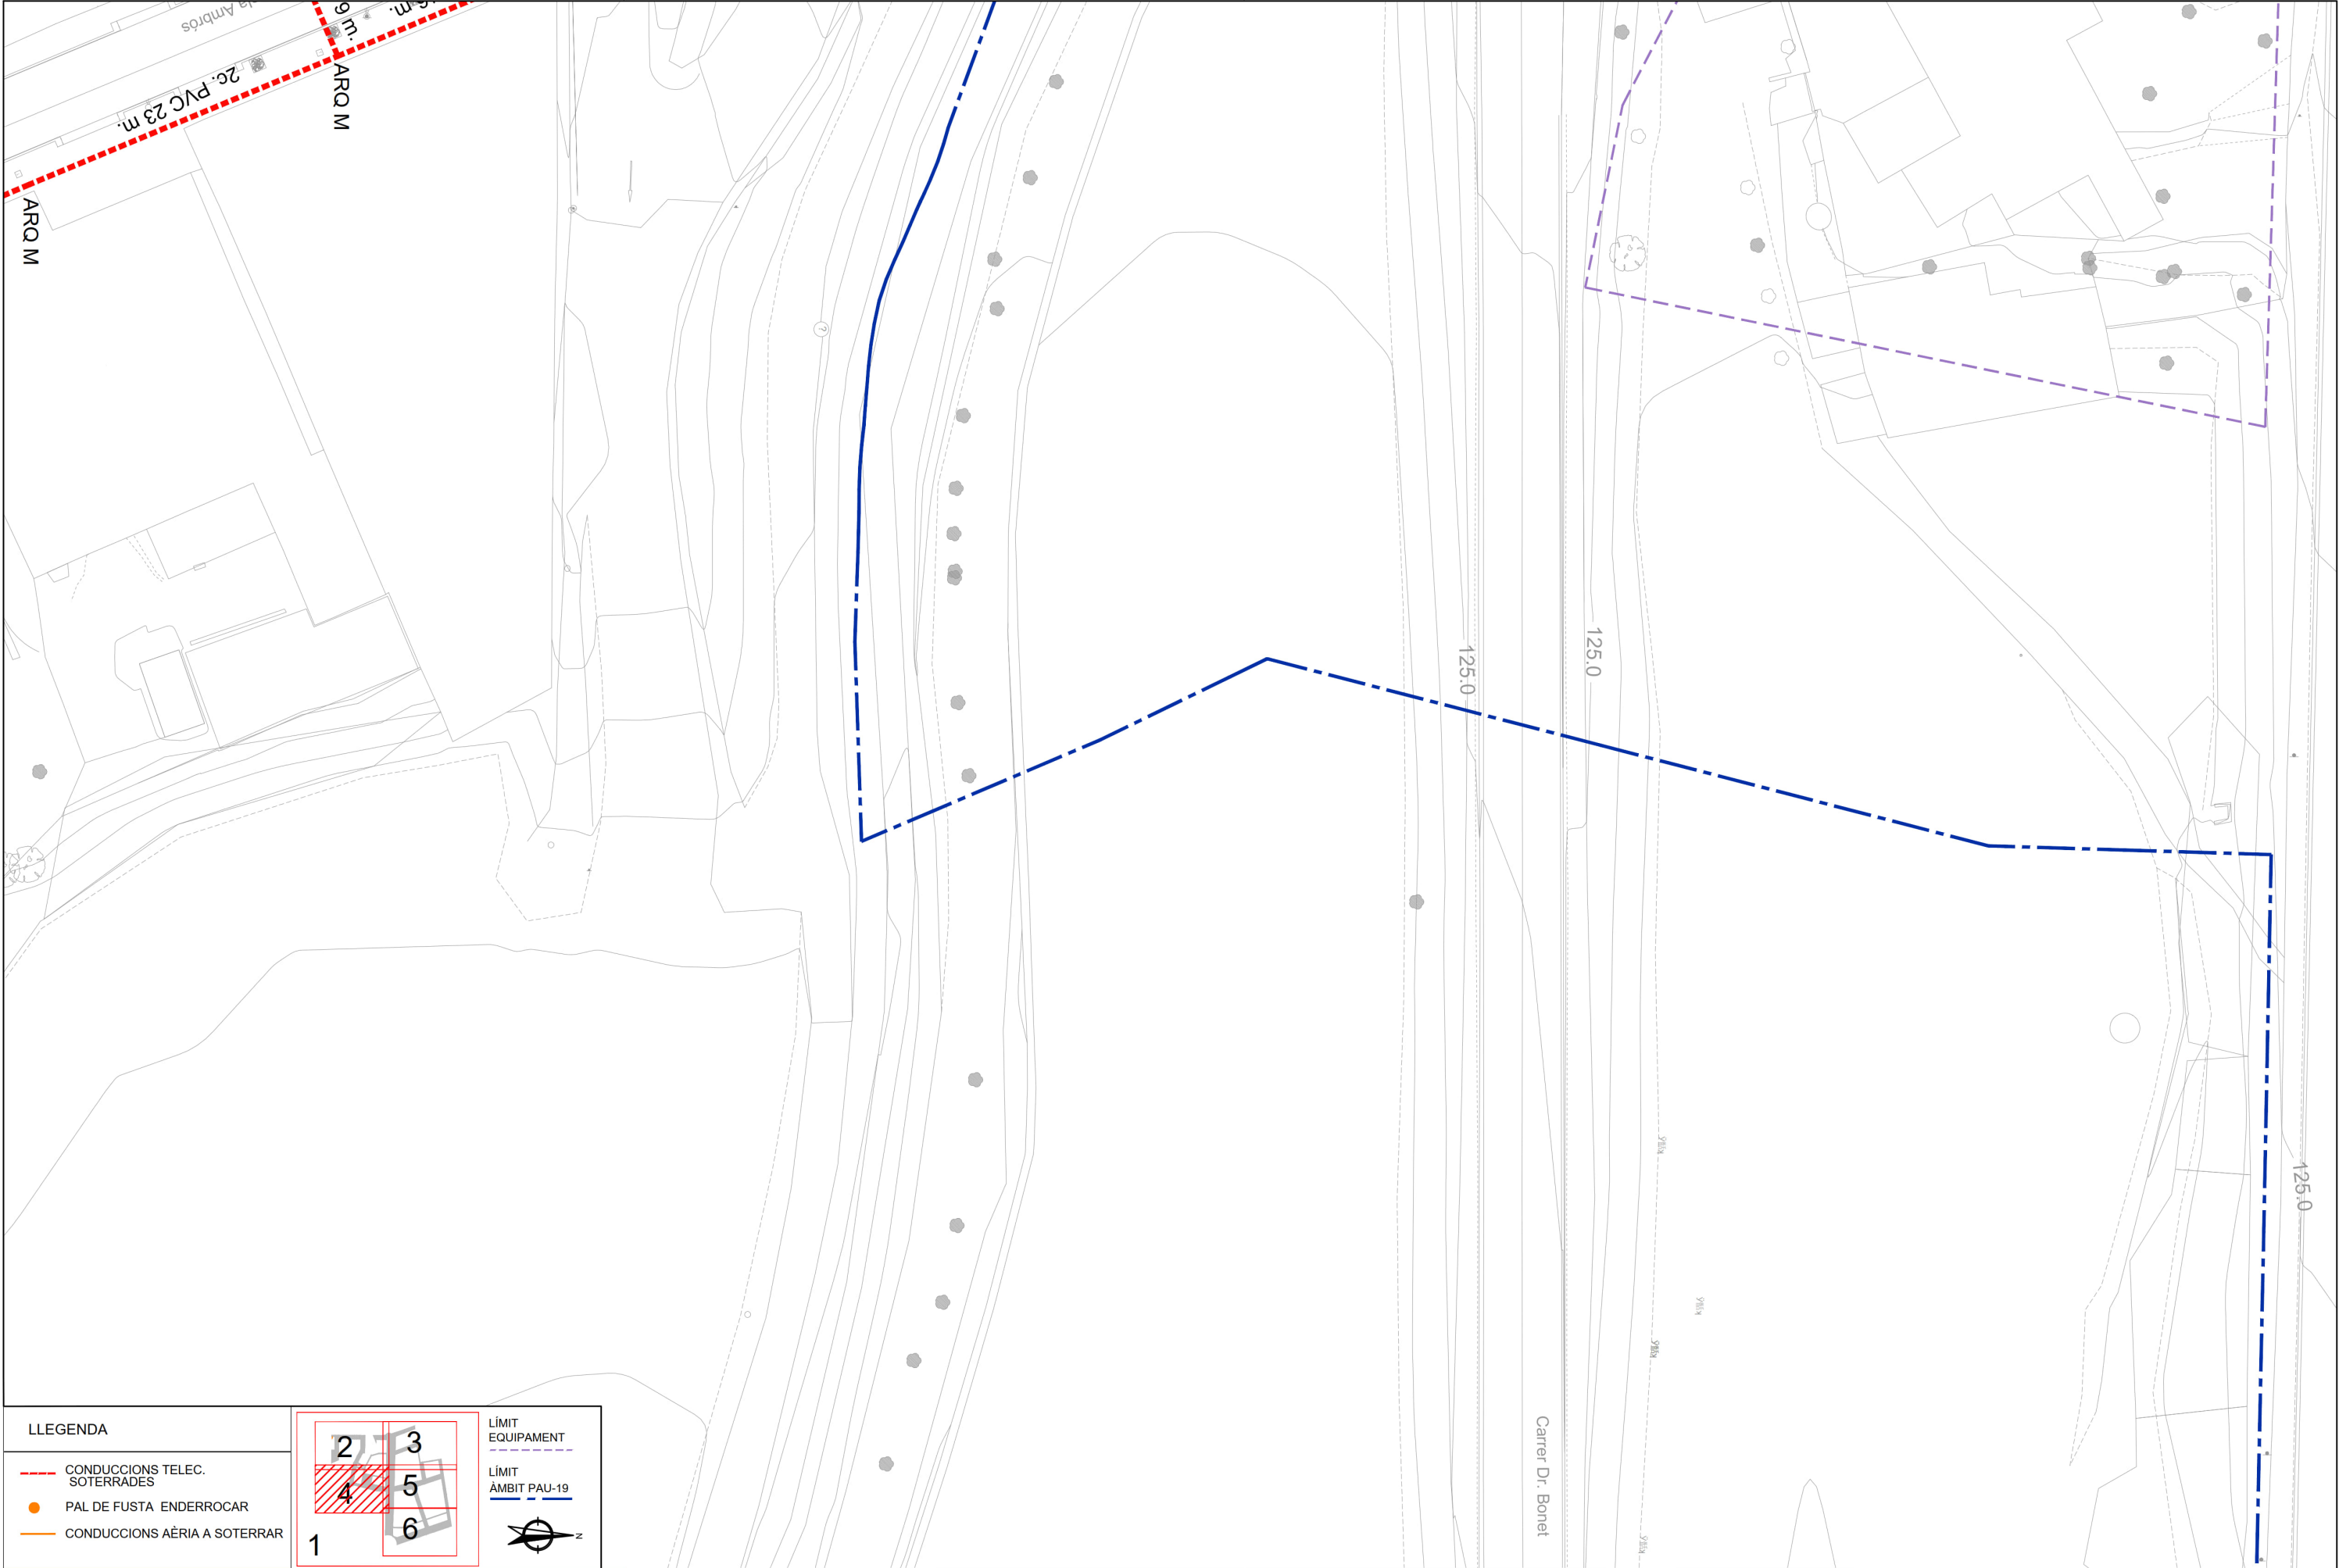 9 m.
2c. PVC 23 m.
ARQ M
ARQ M
125.0
125.0
125.0
Carrer Dr. Bonet
?
LLEGENDA
CONDUCCIONS TELEC.
SOTERRADES
PAL DE FUSTA ENDERROCAR
CONDUCCIONS AÈRIA A SOTERRAR
2
3
4
5
6
1
LÍMIT
EQUIPAMENT
LÍMIT
ÀMBIT PAU-19
N